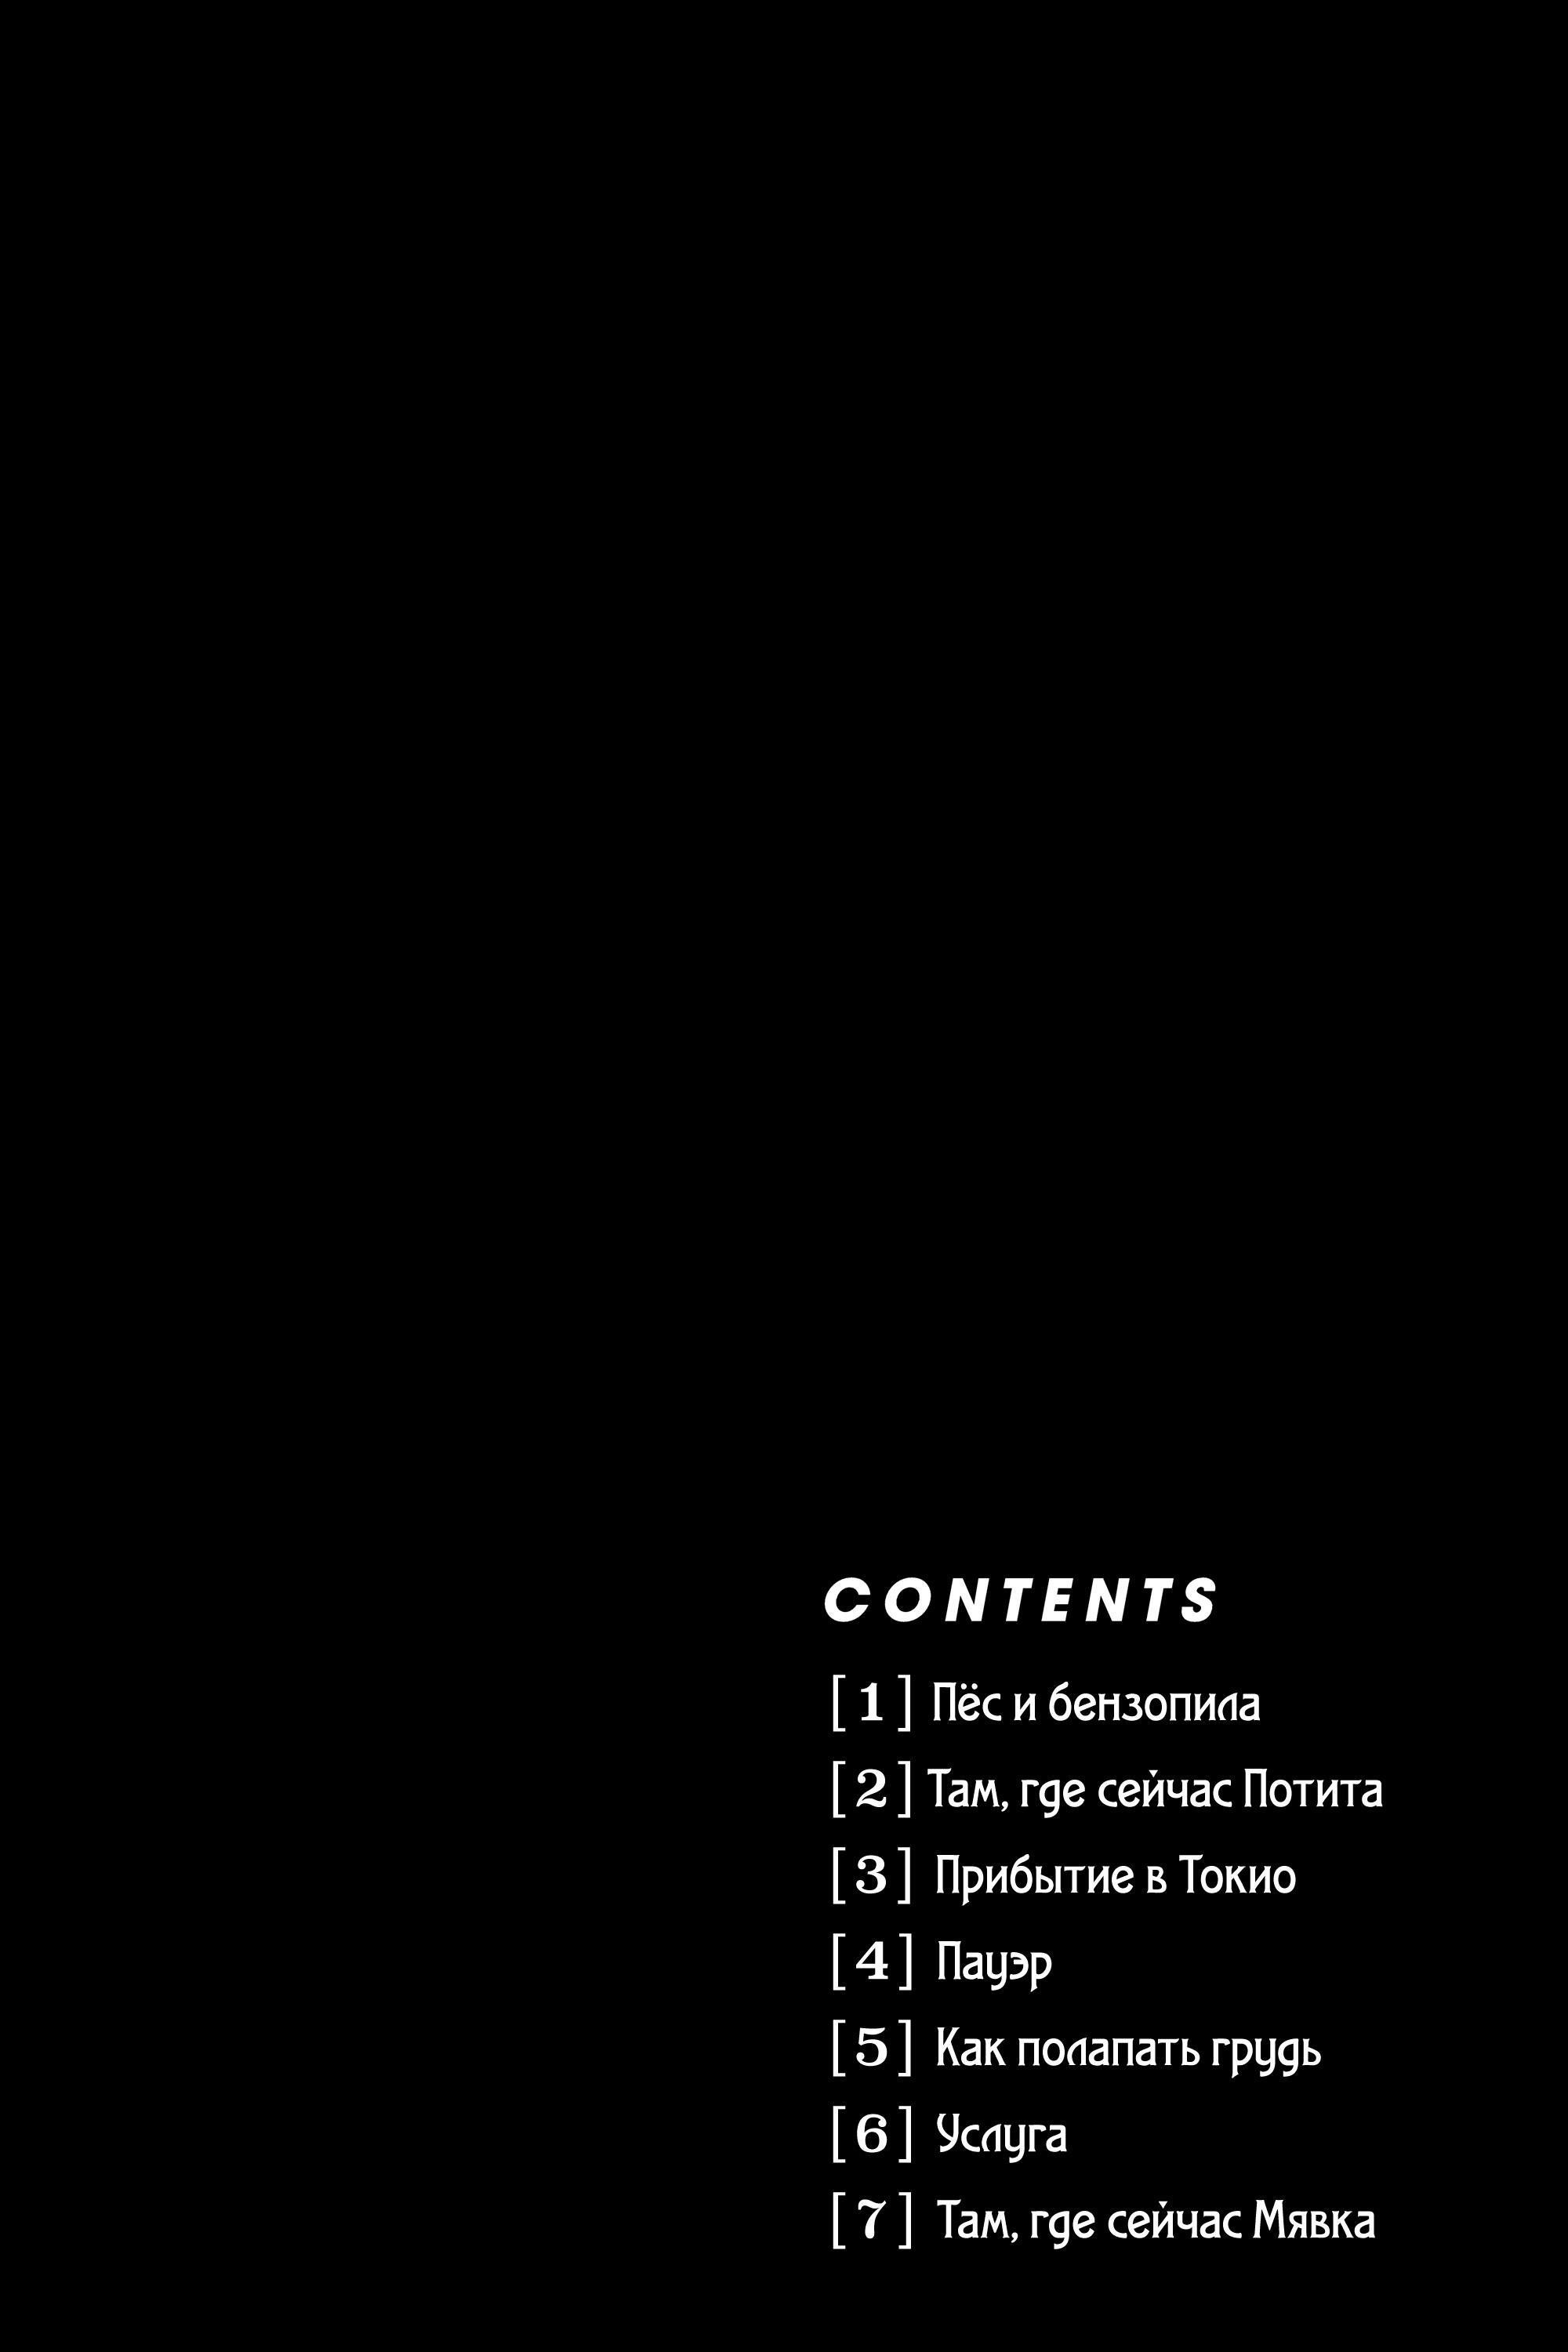 CONTENTS
[1] Пёс и бензопила
[2] Там, где сейчас Потита
[3] Прибытие в Токио
[4] Пауэр
[5] Как полапать грудь
[6] Услуга
[7] Там, где сейчас Мявка